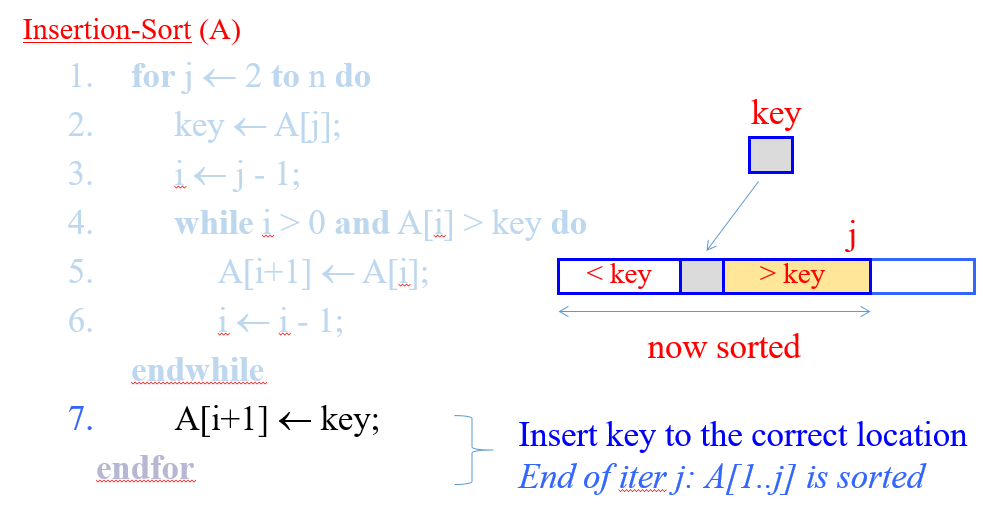 Insertion-Sort (A)
1. for j ← 2 to n do
2. key ← A[j];
3. i ← j - 1;
4. while i > 0 and A[i] > key do
5. A[i+1] ← A[i];
6. i ← i - 1;
endwhile
7. A[i+1] ← key;
endfor
key
j
< key
> key
now sorted
Insert key to the correct location
End of iter j: A[1..j] is sorted